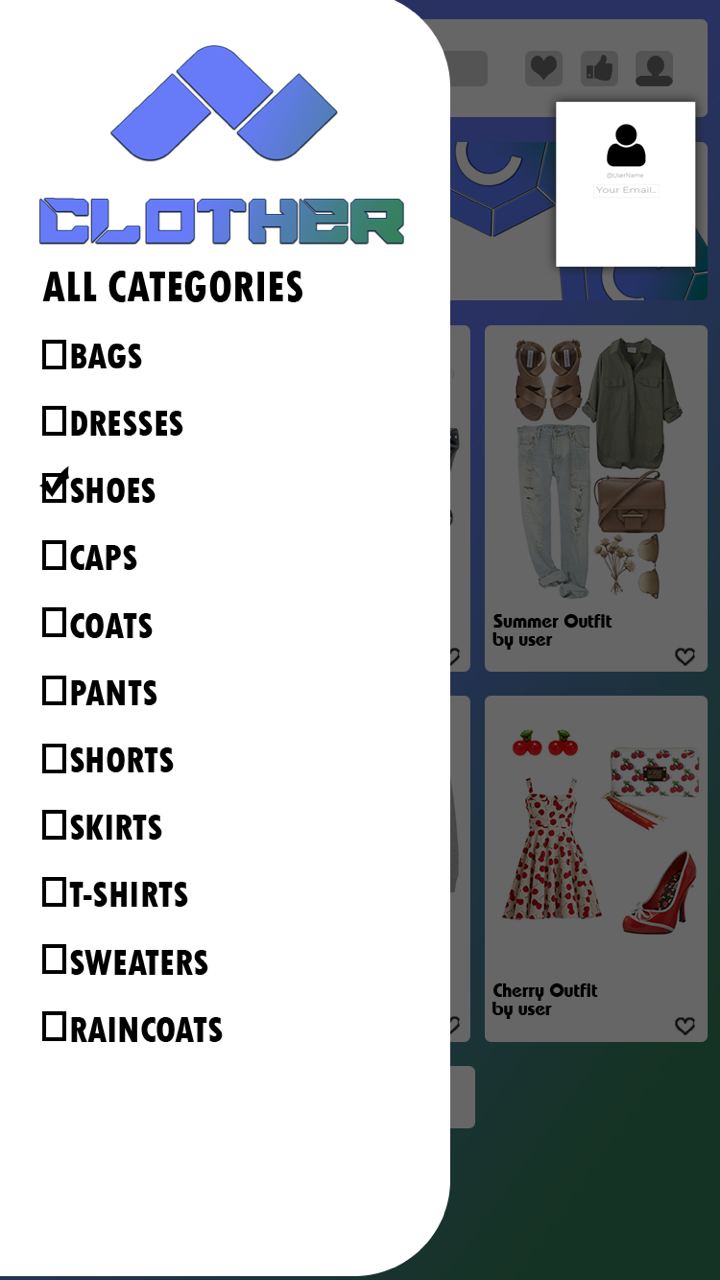 CLOTHER
ALL CATEGORIES
BAGS
DRESSES
SHOES
CAPS
COATS
PANTS
SHORTS
SKIRTS
T-SHIRTS
SWEATERS
RAINCOATS
@UserName
Your Email...
Summer Outfit
by user
Cherry Outfit
by user